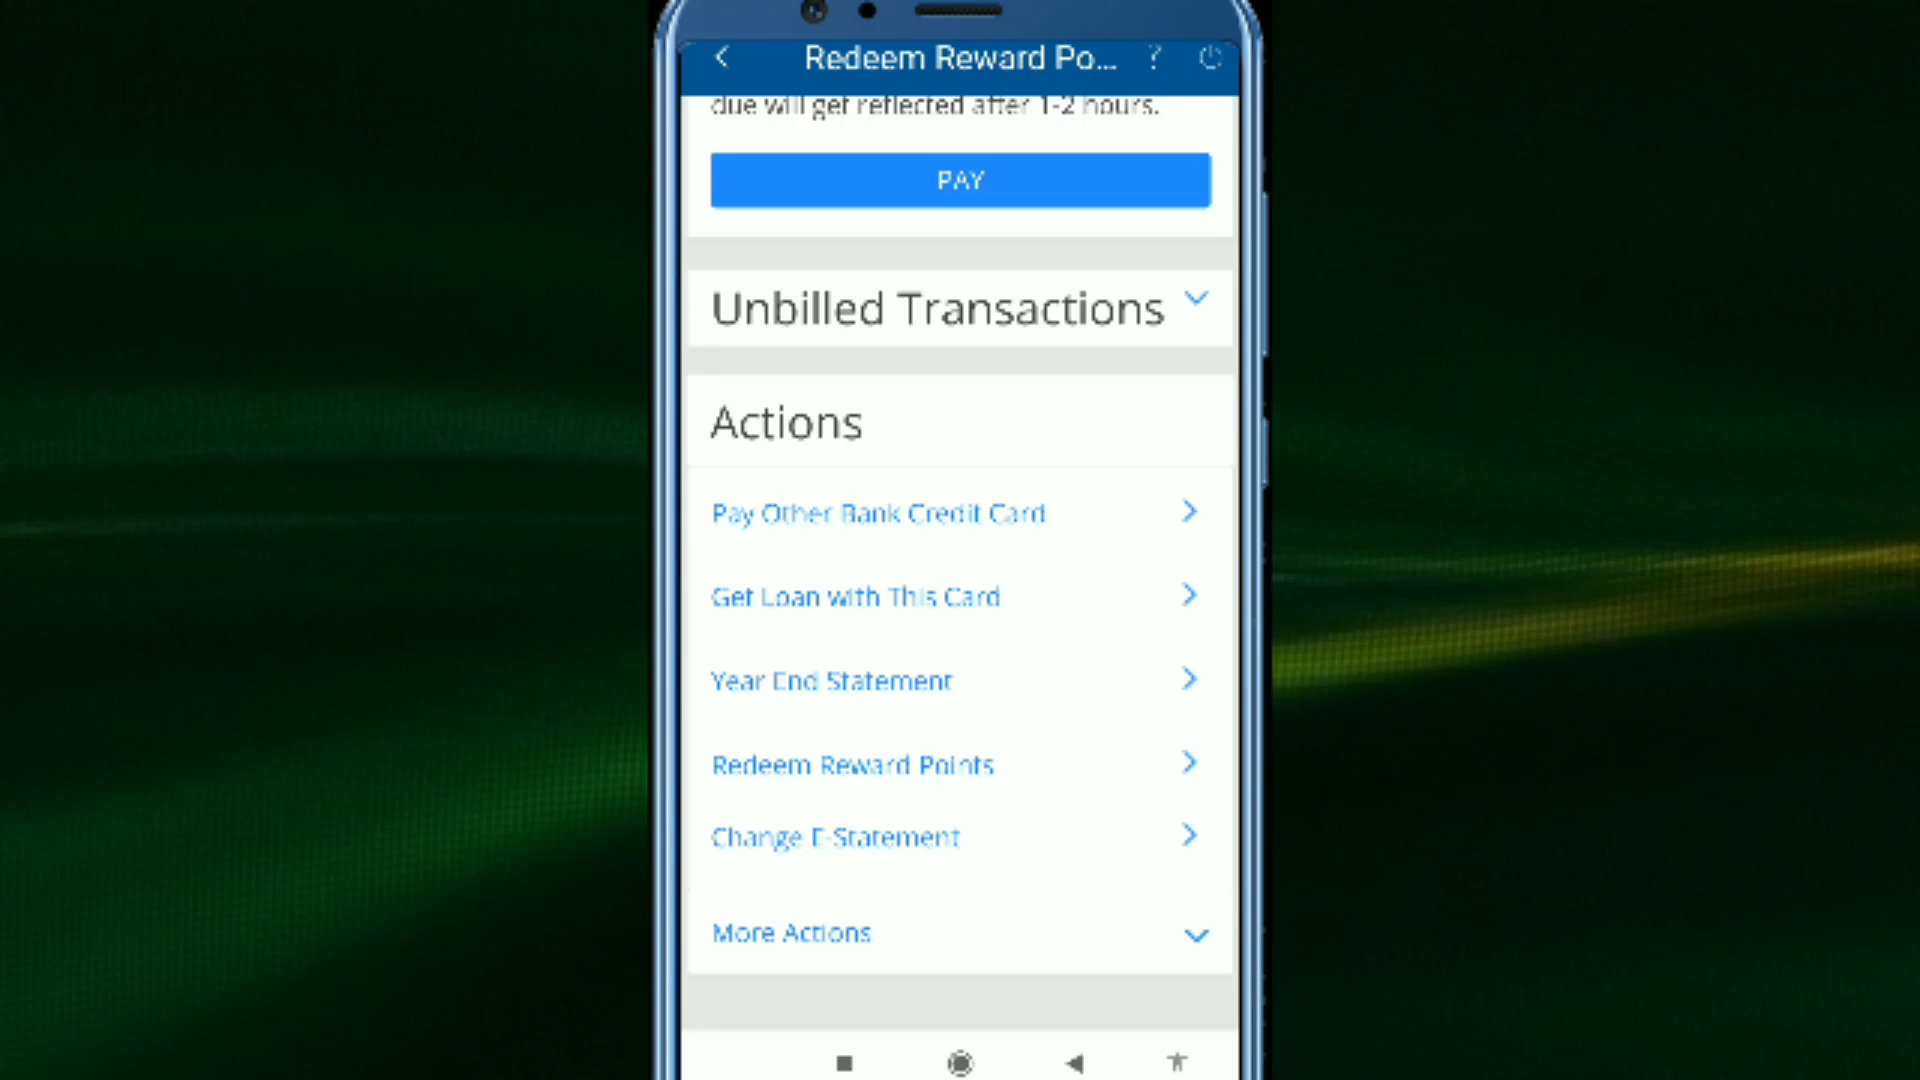 Redeem Reward Po... ?
due will get reflected after 1-2 hours.
PAY
Unbilled Transactions
Actions
Pay Other Bank Credit Card
Get Loan with This Card
Year End Statement
Redeem Reward Points
Change E-Statement
More Actions